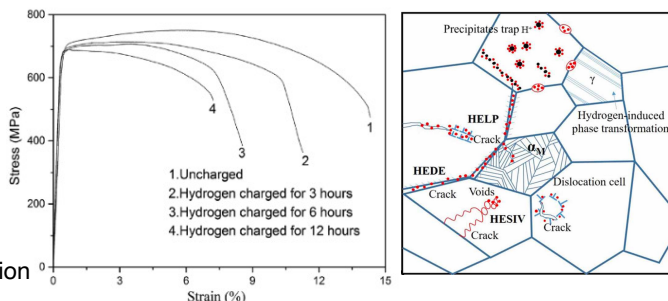 800
700
600
400
200
0
Stress (MPa)
0 3 6 9 12 15
Strain (%)
4
3
2
1
1.Uncharged
2.Hydrogen charged for 3 hours
3.Hydrogen charged for 6 hours
4.Hydrogen charged for 12 hours
ion
Precipitates trap H⁺
γ
Hydrogen-induced
phase transformation
HELP
Crack
α_M
HEDE
Crack
Voids
Dislocation cell
HESIV
Crack
Crack